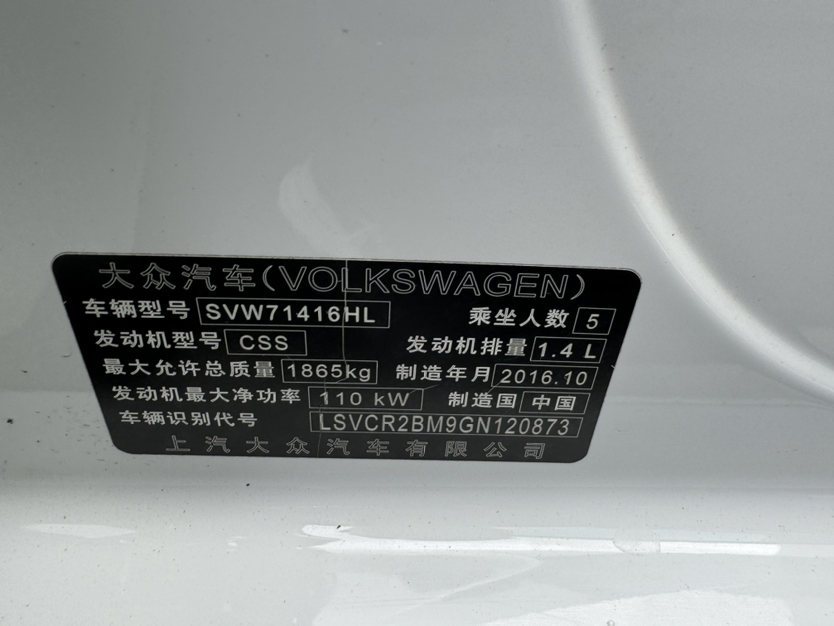 大众汽车(VOLKSWAGEN)
车辆型号 SVW71416HL 乘坐人数 5
发动机型号 CSS 发动机排量 1.4 L
最大允许总质量 1865kg 制造年月 2016.10
发动机最大净功率 110 kW 制造国 中国
车辆识别代号 LSVCR2BM9GN120873
上汽大众汽车有限公司